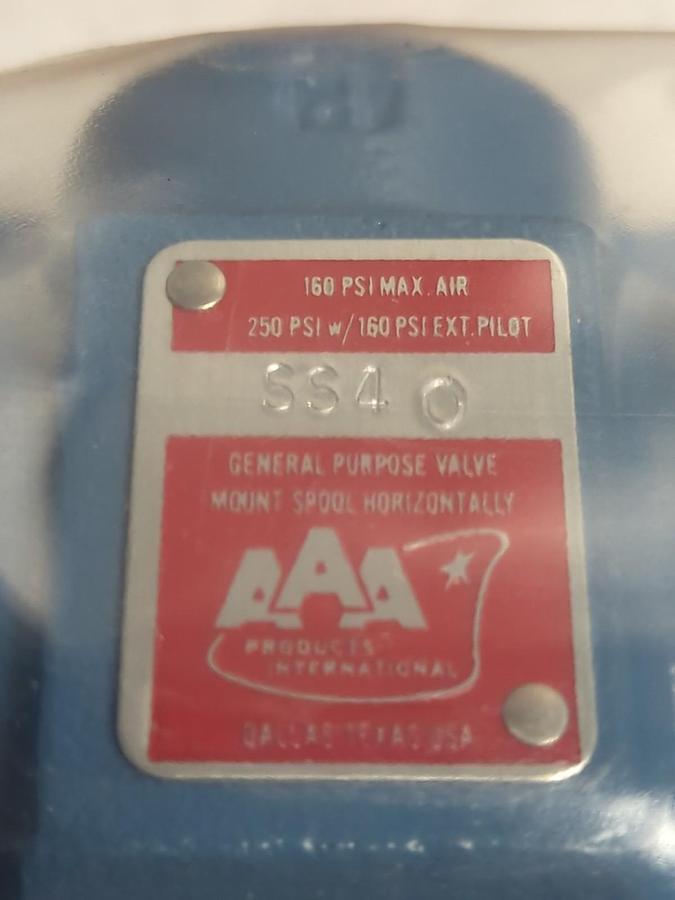 160 PSI MAX. AIR
250 PSI w/160 PSI EXT. PILOT
SS4 O
GENERAL PURPOSE VALVE
MOUNT SPOOL HORIZONTALLY
AAA
PRODUCTS
INTERNATIONAL
DALLAS TEXAS USA